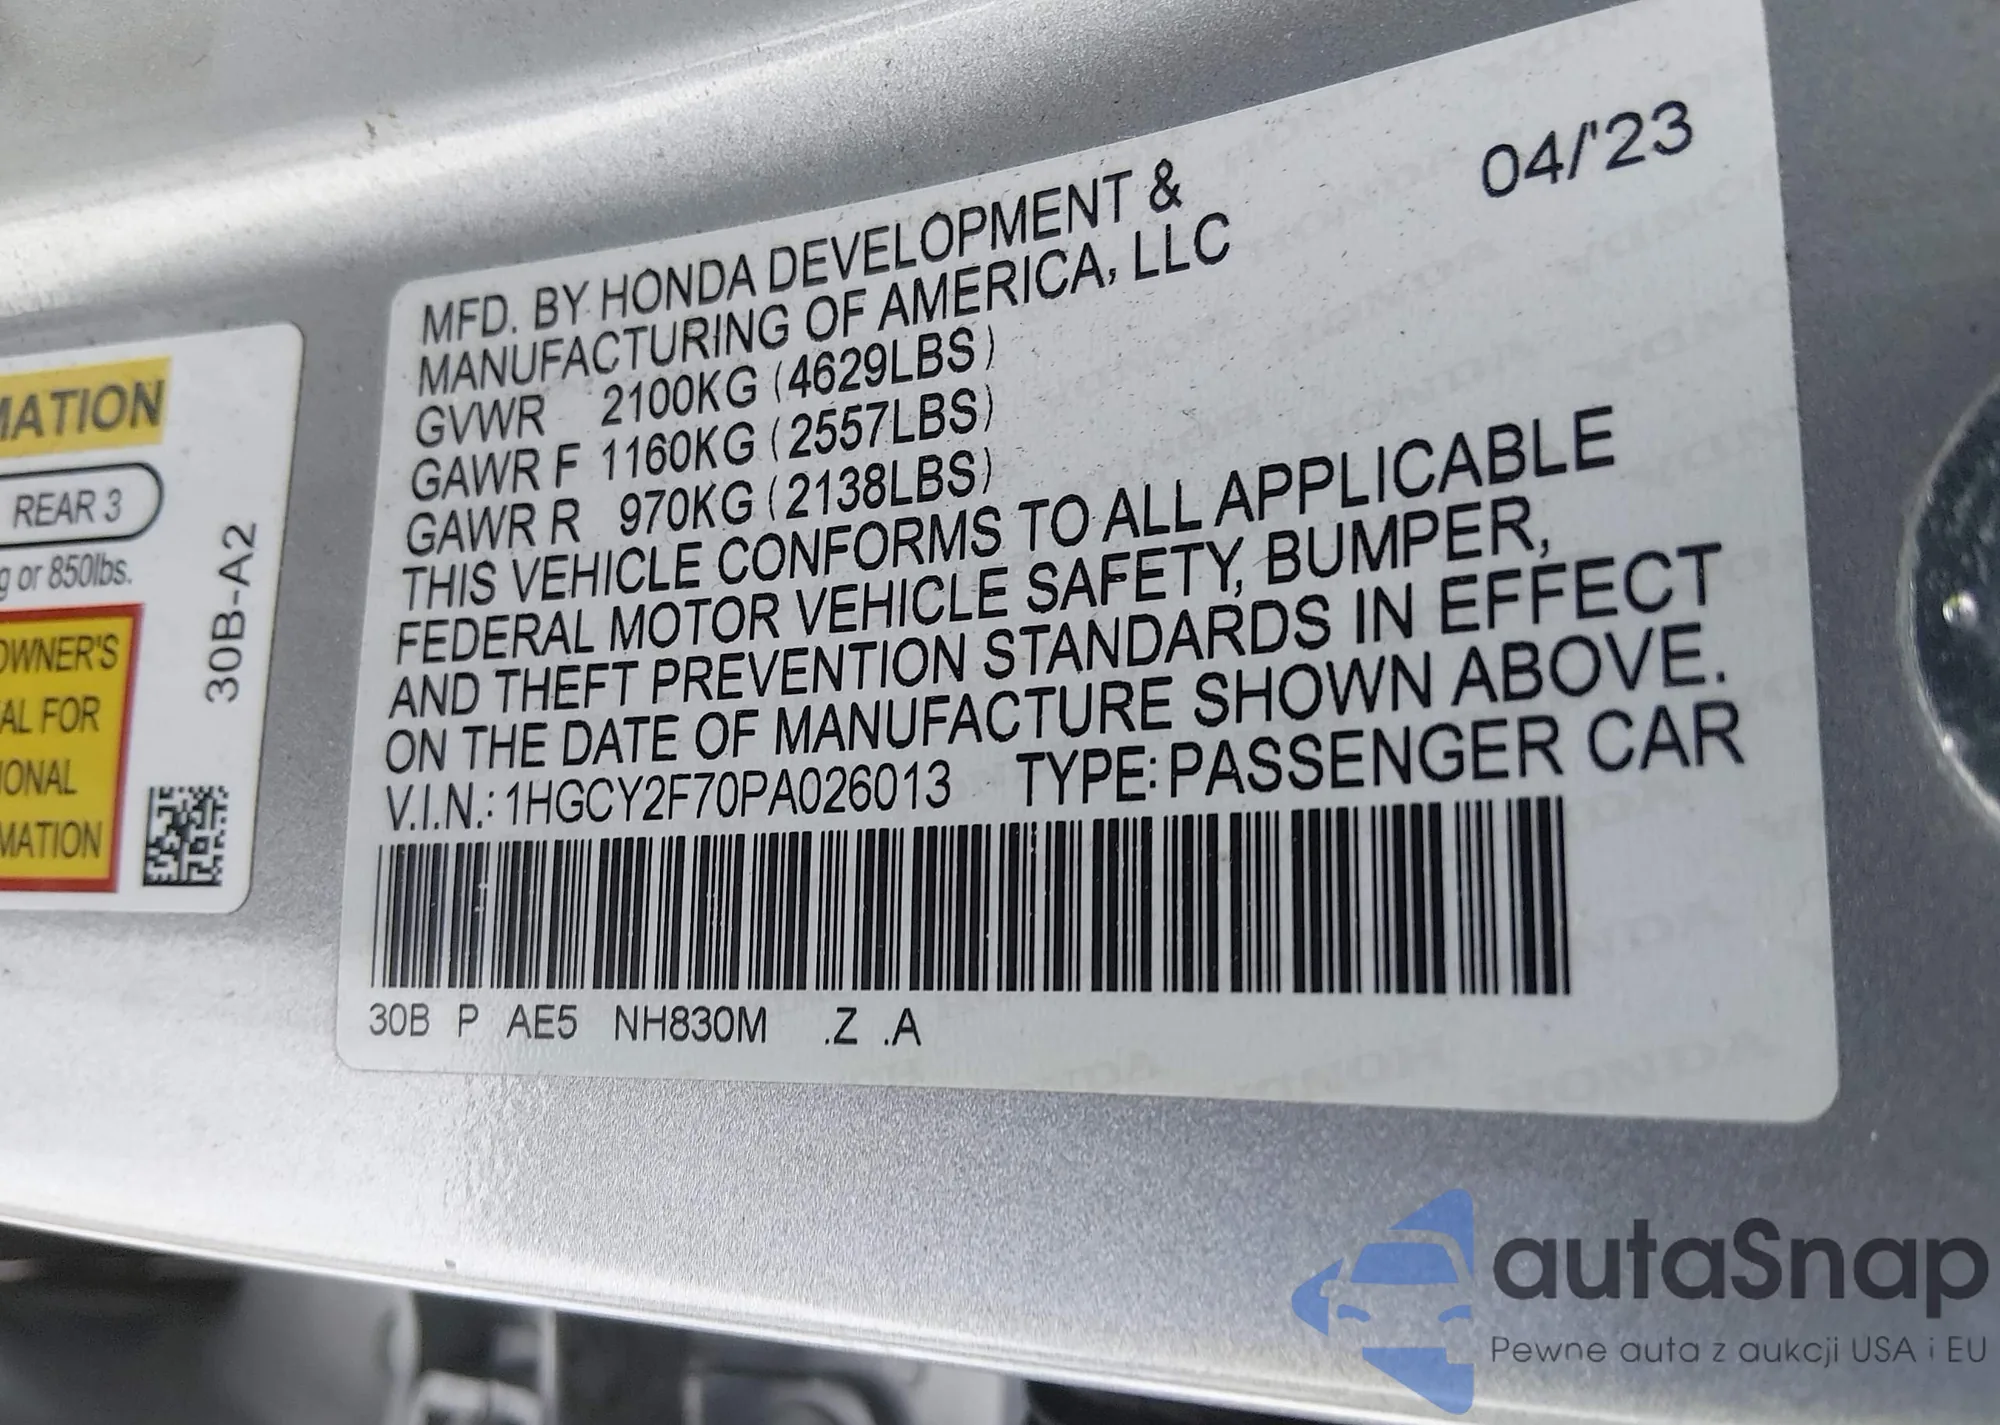 04/'23
MFD. BY HONDA DEVELOPMENT &
MANUFACTURING OF AMERICA, LLC
GVWR 2100KG (4629LBS)
GAWR F 1160KG (2557LBS)
GAWR R 970KG (2138LBS)
THIS VEHICLE CONFORMS TO ALL APPLICABLE
FEDERAL MOTOR VEHICLE SAFETY, BUMPER,
AND THEFT PREVENTION STANDARDS IN EFFECT
ON THE DATE OF MANUFACTURE SHOWN ABOVE.
V.I.N.: 1HGCY2F70PA026013 TYPE: PASSENGER CAR
30B P AE5 NH830M .Z .A
MATION
REAR 3
g or 850lbs.
OWNER'S
AL FOR
IONAL
MATION
30B-A2
autaSnap
Pewne auta z aukcji USA i EU